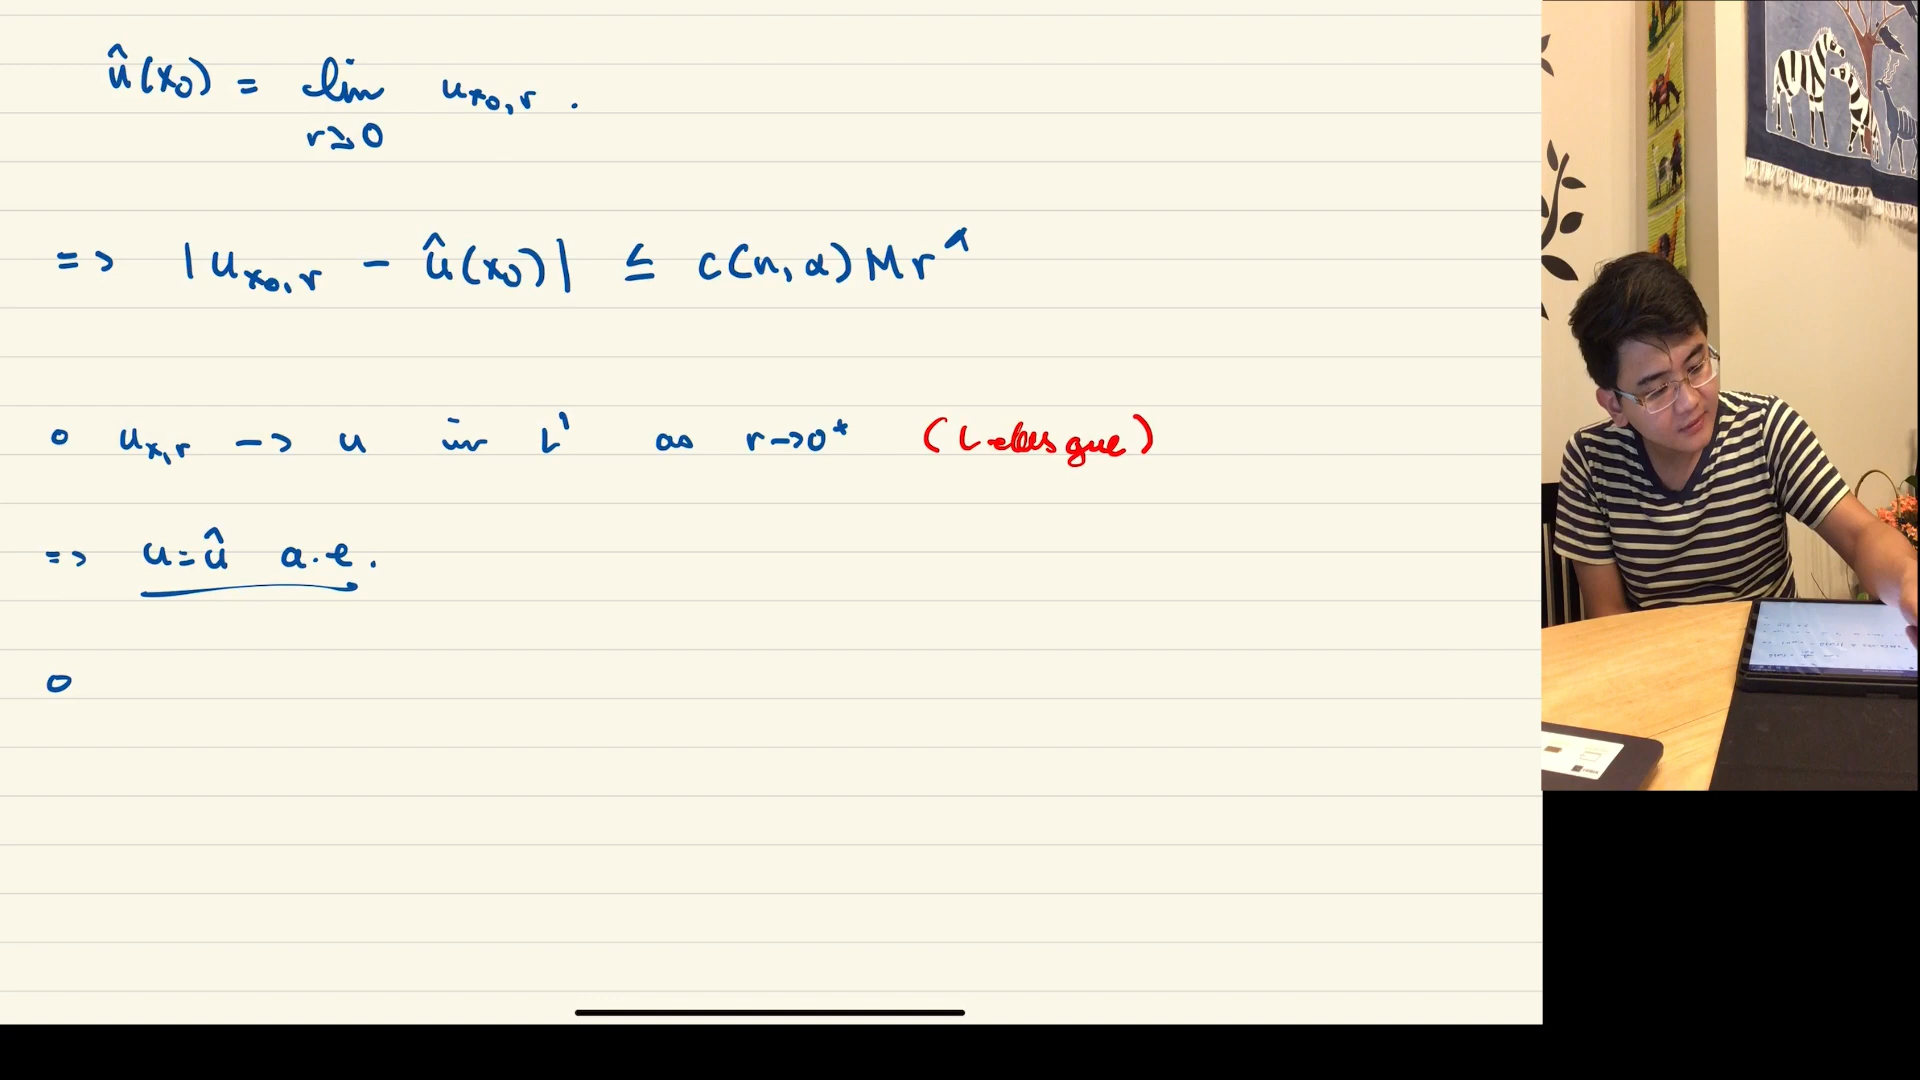 û(x₀) = lim u_{x₀,r} .
r↘0
=> |u_{x₀,r} - û(x₀)| ≤ c(n,α) M r^α
o u_{x,r} -> u in L¹ as r->0⁺ (Lebesgue)
=> u=û a.e.
o